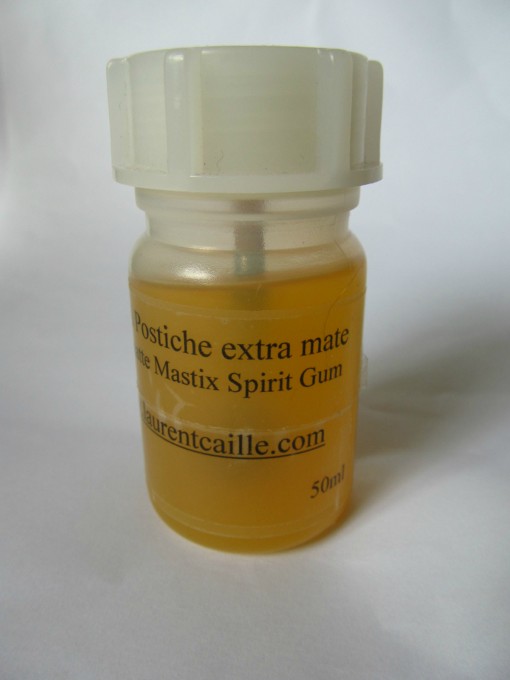 Postiche extra mate
Mastix Spirit Gum
laurentcaille.com
50ml